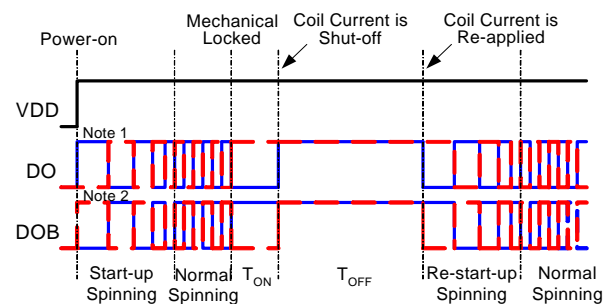 Power-on
Mechanical
Locked
Coil Current is
Shut-off
Coil Current is
Re-applied
VDD
Note 1
DO
Note 2
DOB
Start-up
Spinning
Normal
Spinning
TON
TOFF
Re-start-up
Spinning
Normal
Spinning